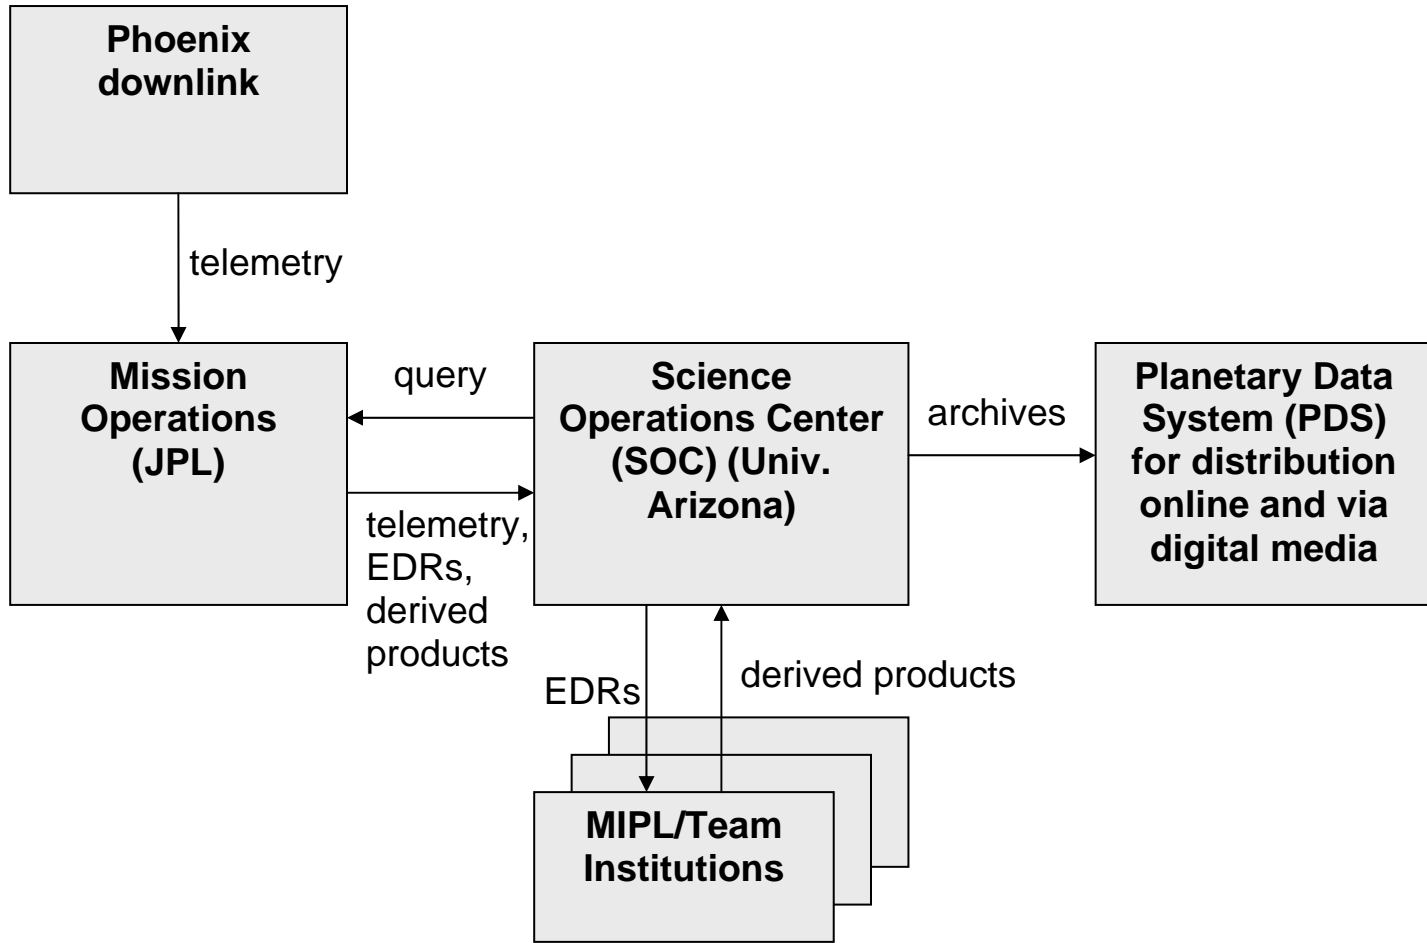 Phoenix
downlink
telemetry
Mission
Operations
(JPL)
query
telemetry,
EDRs,
derived
products
Science
Operations Center
(SOC) (Univ.
Arizona)
archives
Planetary Data
System (PDS)
for distribution
online and via
digital media
EDRs
derived products
MIPL/Team
Institutions